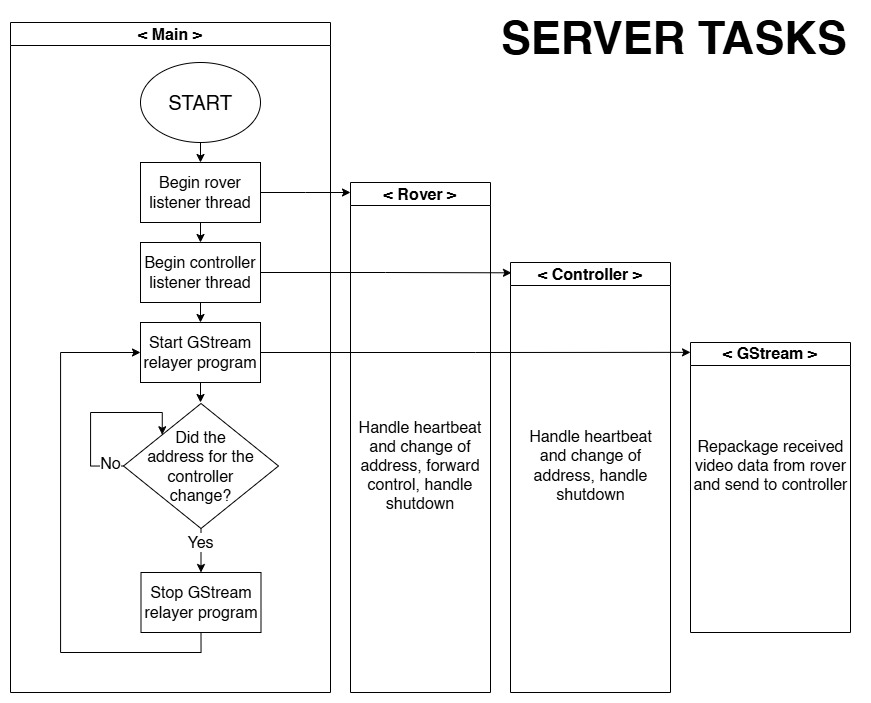 SERVER TASKS
< Main >
START
Begin rover
listener thread
Begin controller
listener thread
Start GStream
relayer program
Did the
address for the
controller
change?
No
Yes
Stop GStream
relayer program
< Rover >
Handle heartbeat
and change of
address, forward
control, handle
shutdown
< Controller >
Handle heartbeat
and change of
address, handle
shutdown
< GStream >
Repackage received
video data from rover
and send to controller